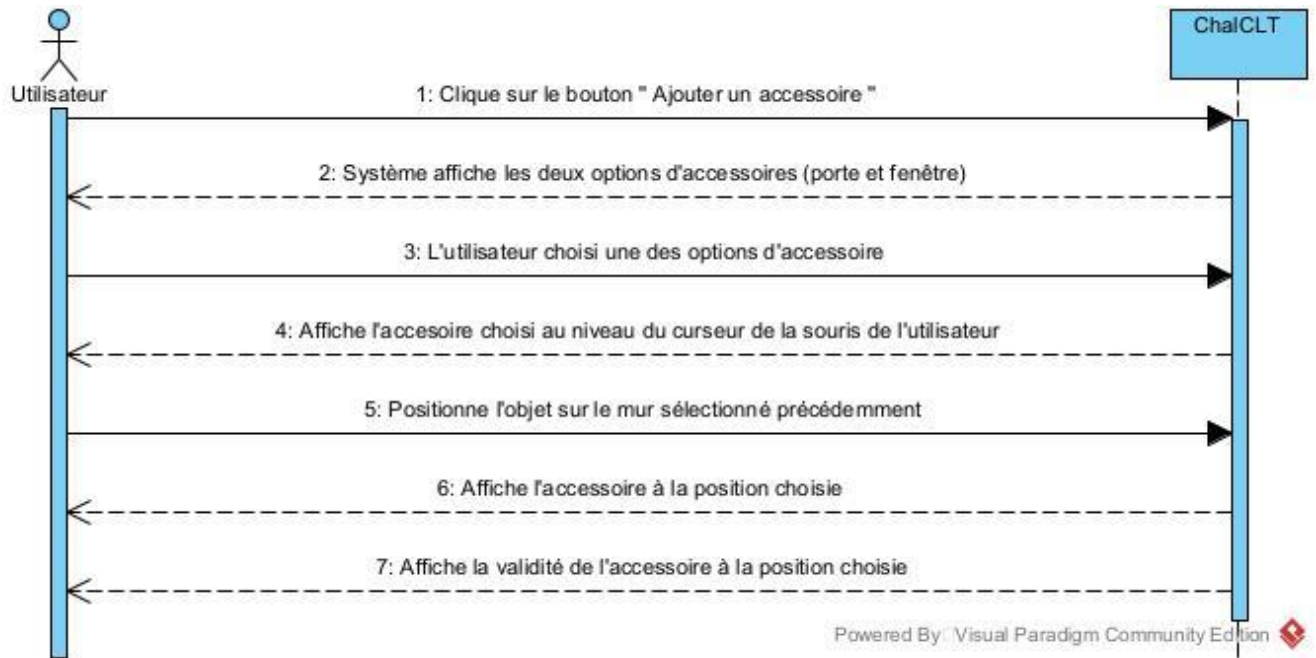 ChalCLT
Utilisateur
1: Clique sur le bouton " Ajouter un accessoire "
2: Système affiche les deux options d'accessoires (porte et fenêtre)
3: L'utilisateur choisi une des options d'accessoire
4: Affiche l'accesoire choisi au niveau du curseur de la souris de l'utilisateur
5: Positionne l'objet sur le mur sélectionné précédemment
6: Affiche l'accessoire à la position choisie
7: Affiche la validité de l'accessoire à la position choisie
Powered By: Visual Paradigm Community Edition